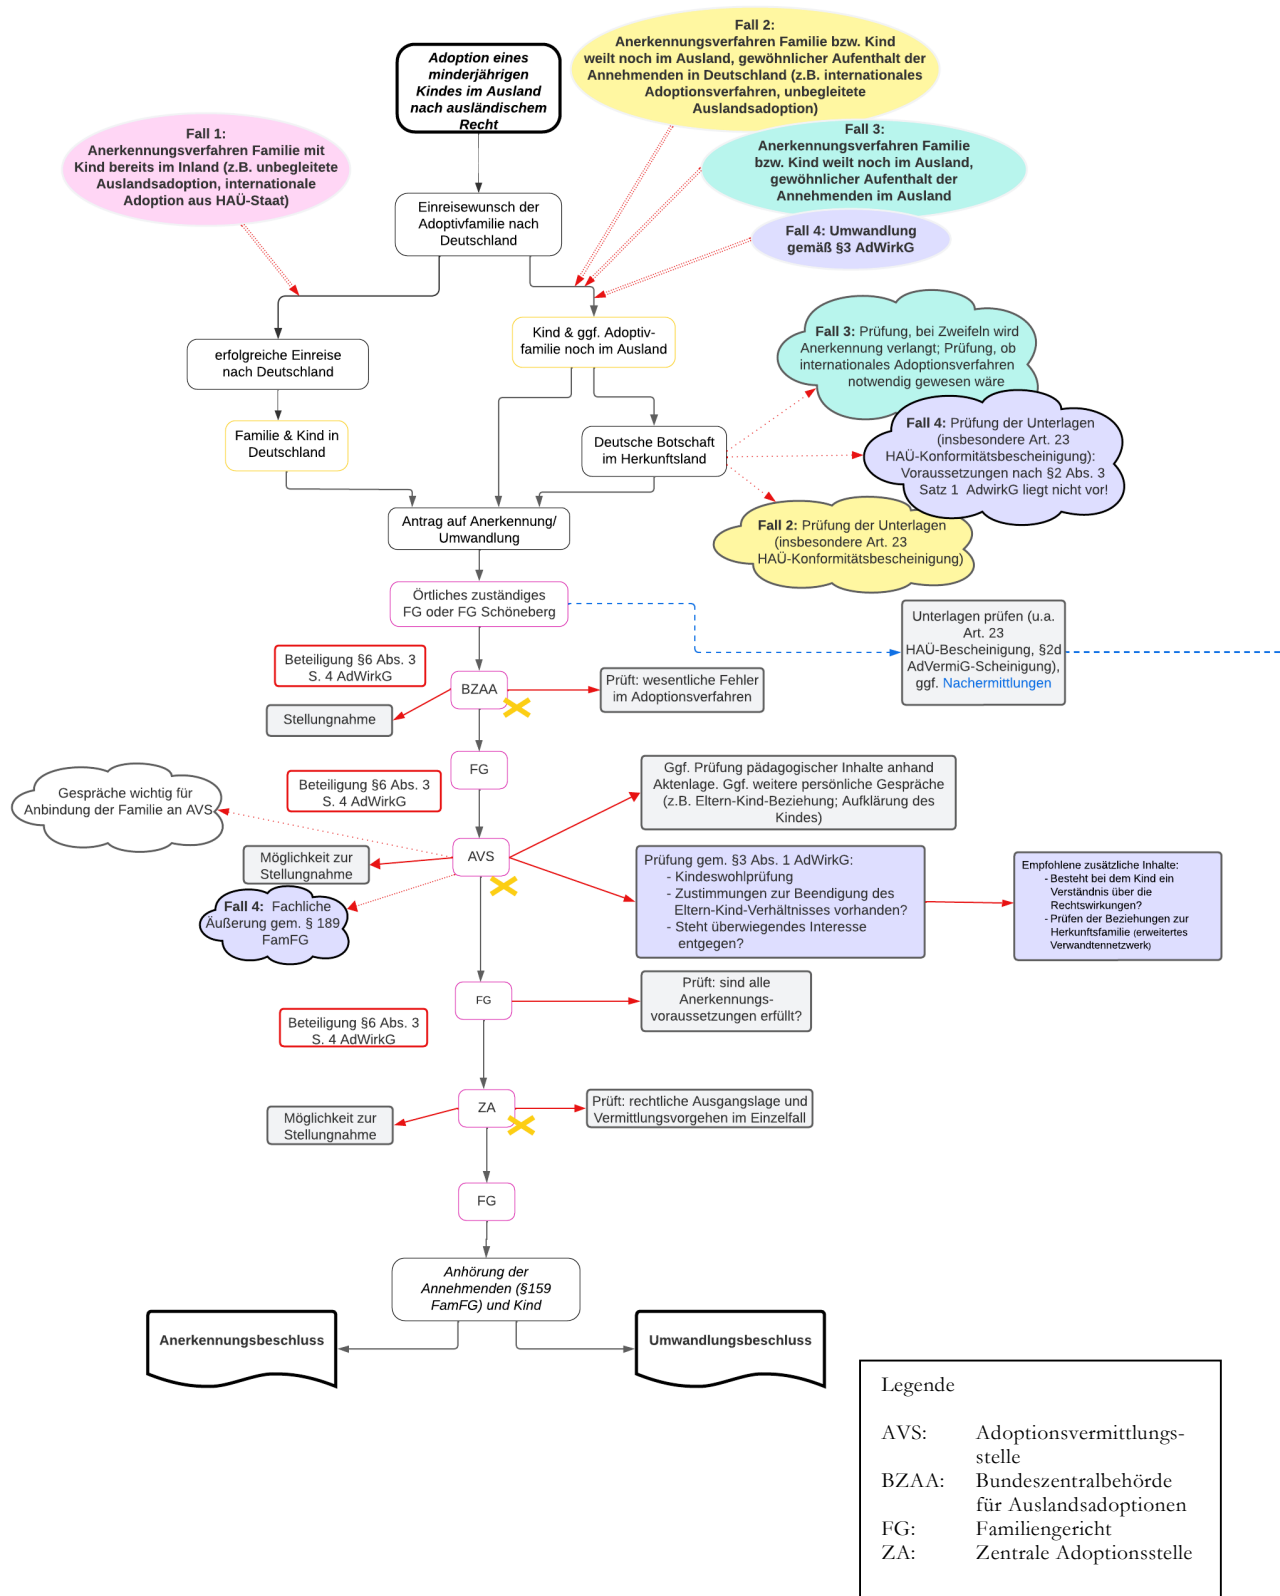 Adoption eines
minderjährigen
Kindes im Ausland
nach ausländischem
Recht
Fall 2:
Anerkennungsverfahren Familie bzw. Kind
weilt noch im Ausland, gewöhnlicher Aufenthalt der
Annehmenden in Deutschland (z.B. internationales
Adoptionsverfahren, unbegleitete
Auslandsadoption)
Fall 1:
Anerkennungsverfahren Familie mit
Kind bereits im Inland (z.B. unbegleitete
Auslandsadoption, internationale
Adoption aus HAÜ-Staat)
Fall 3:
Anerkennungsverfahren Familie
bzw. Kind weilt noch im Ausland,
gewöhnlicher Aufenthalt der
Annehmenden im Ausland
Einreisewunsch der
Adoptivfamilie nach
Deutschland
Fall 4: Umwandlung
gemäß §3 AdWirkG
erfolgreiche Einreise
nach Deutschland
Kind & ggf. Adoptiv-
familie noch im Ausland
Fall 3: Prüfung, bei Zweifeln wird
Anerkennung verlangt; Prüfung, ob
internationales Adoptionsverfahren
notwendig gewesen wäre
Familie & Kind in
Deutschland
Deutsche Botschaft
im Herkunftsland
Fall 4: Prüfung der Unterlagen
(insbesondere Art. 23
HAÜ-Konformitätsbescheinigung):
Voraussetzungen nach §2 Abs. 3
Satz 1 AdwirkG liegt nicht vor!
Antrag auf Anerkennung/
Umwandlung
Fall 2: Prüfung der Unterlagen
(insbesondere Art. 23
HAÜ-Konformitätsbescheinigung)
Örtliches zuständiges
FG oder FG Schöneberg
Unterlagen prüfen (u.a.
Art. 23
HAÜ-Bescheinigung, §2d
AdVermiG-Scheinigung),
ggf. Nachermittlungen
Beteiligung §6 Abs. 3
S. 4 AdWirkG
BZAA
Prüft: wesentliche Fehler
im Adoptionsverfahren
Stellungnahme
FG
Beteiligung §6 Abs. 3
S. 4 AdWirkG
Gespräche wichtig für
Anbindung der Familie an AVS
Ggf. Prüfung pädagogischer Inhalte anhand
Aktenlage. Ggf. weitere persönliche Gespräche
(z.B. Eltern-Kind-Beziehung; Aufklärung des
Kindes)
AVS
Möglichkeit zur
Stellungnahme
Fall 4: Fachliche
Äußerung gem. § 189
FamFG
Prüfung gem. §3 Abs. 1 AdWirkG:
- Kindeswohlprüfung
- Zustimmungen zur Beendigung des
Eltern-Kind-Verhältnisses vorhanden?
- Steht überwiegendes Interesse
entgegen?
Empfohlene zusätzliche Inhalte:
- Besteht bei dem Kind ein
Verständnis über die
Rechtswirkungen?
- Prüfen der Beziehungen zur
Herkunftsfamilie (erweitertes
Verwandtennetzwerk)
FG
Prüft: sind alle
Anerkennungs-
voraussetzungen erfüllt?
Beteiligung §6 Abs. 3
S. 4 AdWirkG
ZA
Prüft: rechtliche Ausgangslage und
Vermittlungsvorgehen im Einzelfall
Möglichkeit zur
Stellungnahme
FG
Anhörung der
Annehmenden (§159
FamFG) und Kind
Anerkennungsbeschluss
Umwandlungsbeschluss
Legende
AVS: Adoptionsvermittlungs-
stelle
BZAA: Bundeszentralbehörde
für Auslandsadoptionen
FG: Familiengericht
ZA: Zentrale Adoptionsstelle